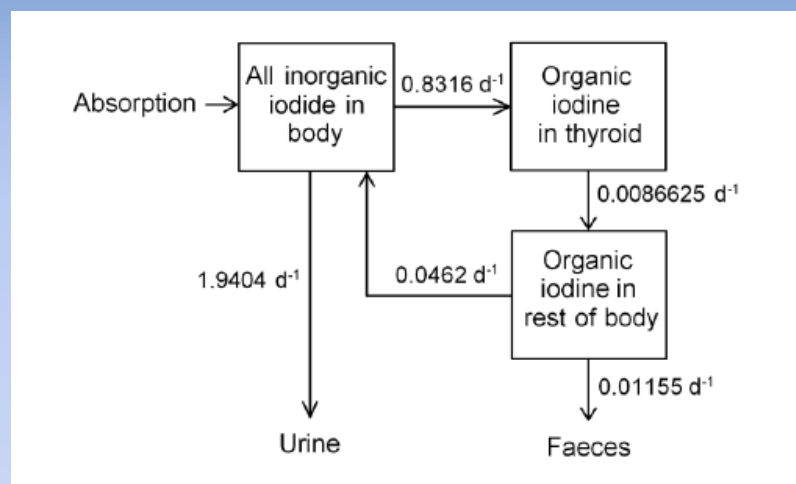 All inorganic
iodide in
body
Absorption
0.8316 d-1
Organic
iodine
in thyroid
0.0086625 d-1
Organic
iodine in
rest of body
0.0462 d-1
1.9404 d-1
0.01155 d-1
Urine
Faeces